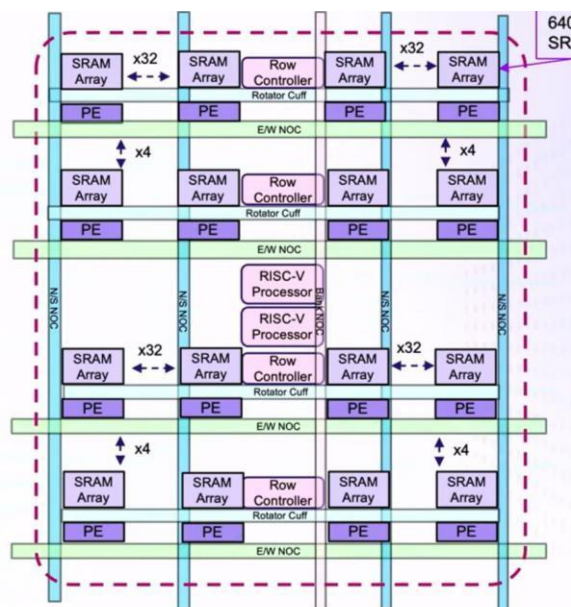 640
SR
SRAM
Array
x32
SRAM
Array
Row
Controller
SRAM
Array
x32
SRAM
Array
Rotator Cuff
PE
PE
PE
PE
E/W NOC
x4
x4
SRAM
Array
SRAM
Array
Row
Controller
SRAM
Array
SRAM
Array
Rotator Cuff
PE
PE
PE
PE
E/W NOC
N/S NOC
N/S NOC
RISC-V
Processor
RISC-V
Processor
Bank NOC
N/S NOC
N/S NOC
SRAM
Array
x32
SRAM
Array
Row
Controller
SRAM
Array
x32
SRAM
Array
Rotator Cuff
PE
PE
PE
PE
E/W NOC
x4
x4
SRAM
Array
SRAM
Array
Row
Controller
SRAM
Array
SRAM
Array
Rotator Cuff
PE
PE
PE
PE
E/W NOC